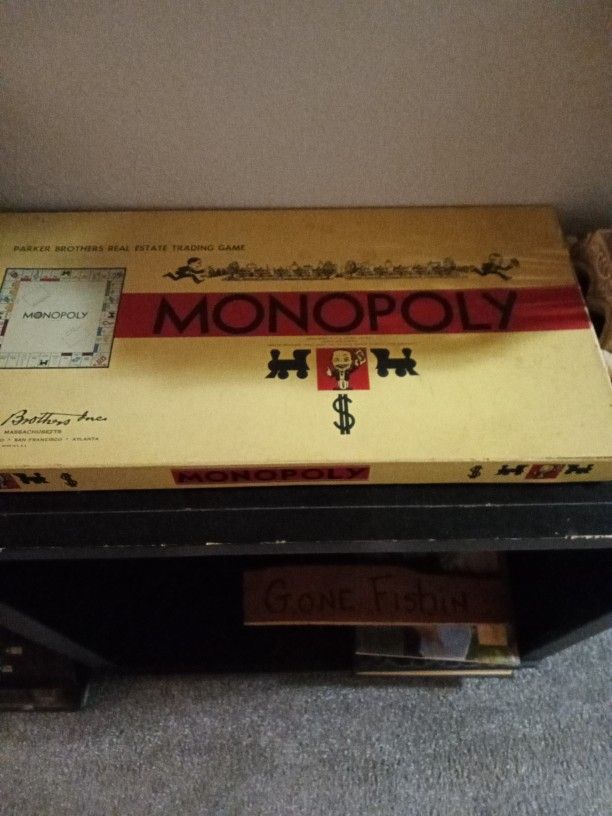 PARKER BROTHERS REAL ESTATE TRADING GAME
MONOPOLY
MONOPOLY
$
Brothers Inc.
MASSACHUSETTS
O • SAN FRANCISCO • ATLANTA
$ MONOPOLY $
GONE Fishin